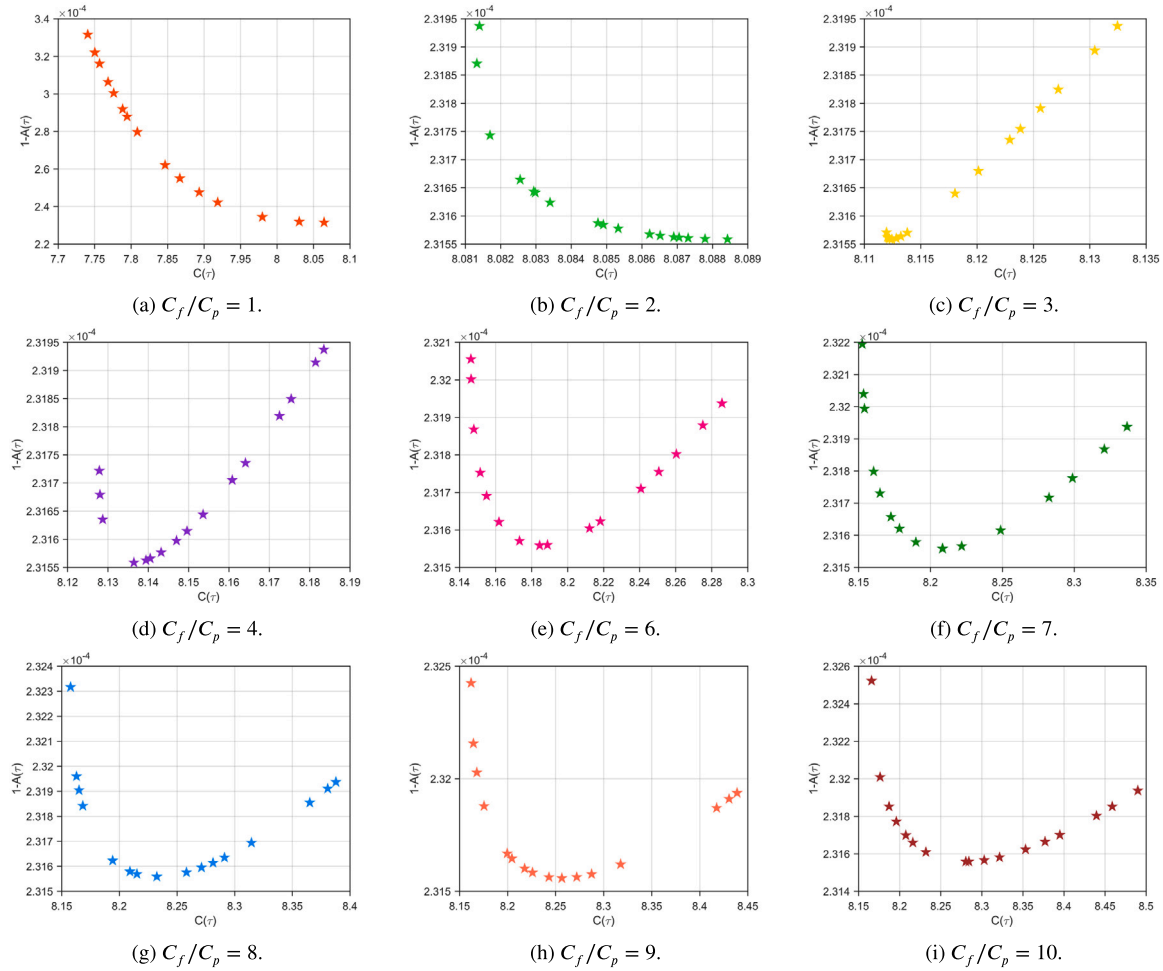 ×10⁻⁴ ×10⁻⁴ ×10⁻⁴
3.4 2.3195 2.3195
3.2 2.319 2.319
3 2.3185 2.3185
2.8 2.318 2.318
1-A(τ) 1-A(τ) 1-A(τ)
2.3175 2.3175
2.6 2.317 2.317
2.4 2.3165 2.3165
2.316 2.316
2.2 2.3155 2.3155
7.7 7.75 7.8 7.85 7.9 7.95 8 8.05 8.1 8.081 8.082 8.083 8.084 8.085 8.086 8.087 8.088 8.089 8.11 8.115 8.12 8.125 8.13 8.135
C(τ) C(τ) C(τ)
(a) C_f/C_p = 1. (b) C_f/C_p = 2. (c) C_f/C_p = 3.
×10⁻⁴ ×10⁻⁴ ×10⁻⁴
2.3195 2.321 2.322
2.319 2.32 2.321
2.3185 2.319 2.32
2.318 2.318 2.319
1-A(τ) 1-A(τ) 1-A(τ)
2.3175 2.317 2.318
2.317 2.316 2.317
2.3165 2.315 2.316
2.316 2.315
2.3155
8.12 8.13 8.14 8.15 8.16 8.17 8.18 8.19 8.14 8.16 8.18 8.2 8.22 8.24 8.26 8.28 8.3 8.15 8.2 8.25 8.3 8.35
C(τ) C(τ) C(τ)
(d) C_f/C_p = 4. (e) C_f/C_p = 6. (f) C_f/C_p = 7.
×10⁻⁴ ×10⁻⁴ ×10⁻⁴
2.324 2.325 2.326
2.323 2.324
2.322 2.322
2.321
2.32 2.32 2.32
1-A(τ) 1-A(τ) 1-A(τ)
2.319
2.318 2.318
2.317
2.316 2.316
2.315 2.315 2.314
8.15 8.2 8.25 8.3 8.35 8.4 8.15 8.2 8.25 8.3 8.35 8.4 8.45 8.15 8.2 8.25 8.3 8.35 8.4 8.45 8.5
C(τ) C(τ) C(τ)
(g) C_f/C_p = 8. (h) C_f/C_p = 9. (i) C_f/C_p = 10.